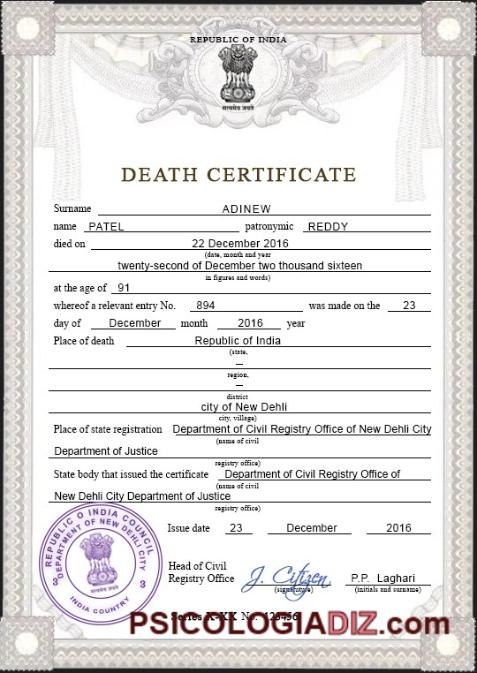 REPUBLIC OF INDIA
सत्यमेव जयते
DEATH CERTIFICATE
Surname ADINEW
name PATEL patronymic REDDY
died on 22 December 2016
(date, month and year
twenty-second of December two thousand sixteen
in figures and words)
at the age of 91
whereof a relevant entry No. 894 was made on the 23
day of December month 2016 year
Place of death Republic of India
(state,
—
region,
—
district
city of New Dehli
city, village)
Place of state registration Department of Civil Registry Office of New Dehli City
(name of civil
Department of Justice
registry office)
State body that issued the certificate Department of Civil Registry Office of
(name of civil
New Dehli City Department of Justice
registry office)
REPUBLIC O INDIA COUNCIL
DEPARTMENT OF NEW DEHLI CITY
3 3
सत्यमेव जयते
INDIA COUNTRY
Issue date 23 December 2016
Head of Civil
Registry Office J. Citizen P.P. Laghari
(signature) (initials and surname)
Series X-XX No. 123456
PSICOLOGIADIZ.com